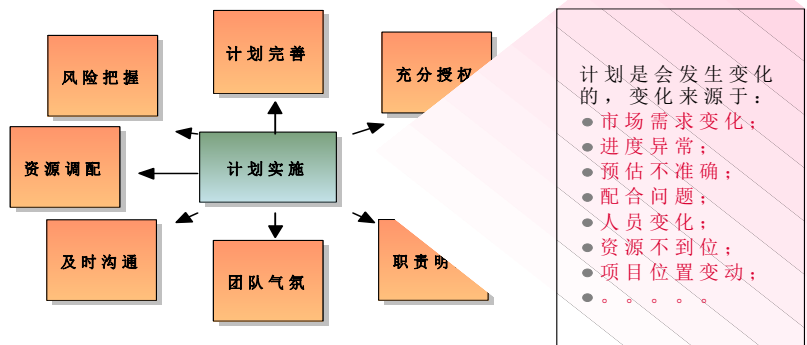 计划完善
风险把握
充分授权
资源调配
计划实施
及时沟通
团队气氛
职责明
计划是会发生变化
的，变化来源于：
●市场需求变化；
●进度异常；
●预估不准确；
●配合问题；
●人员变化；
●资源不到位；
●项目位置变动；
●。。。。。